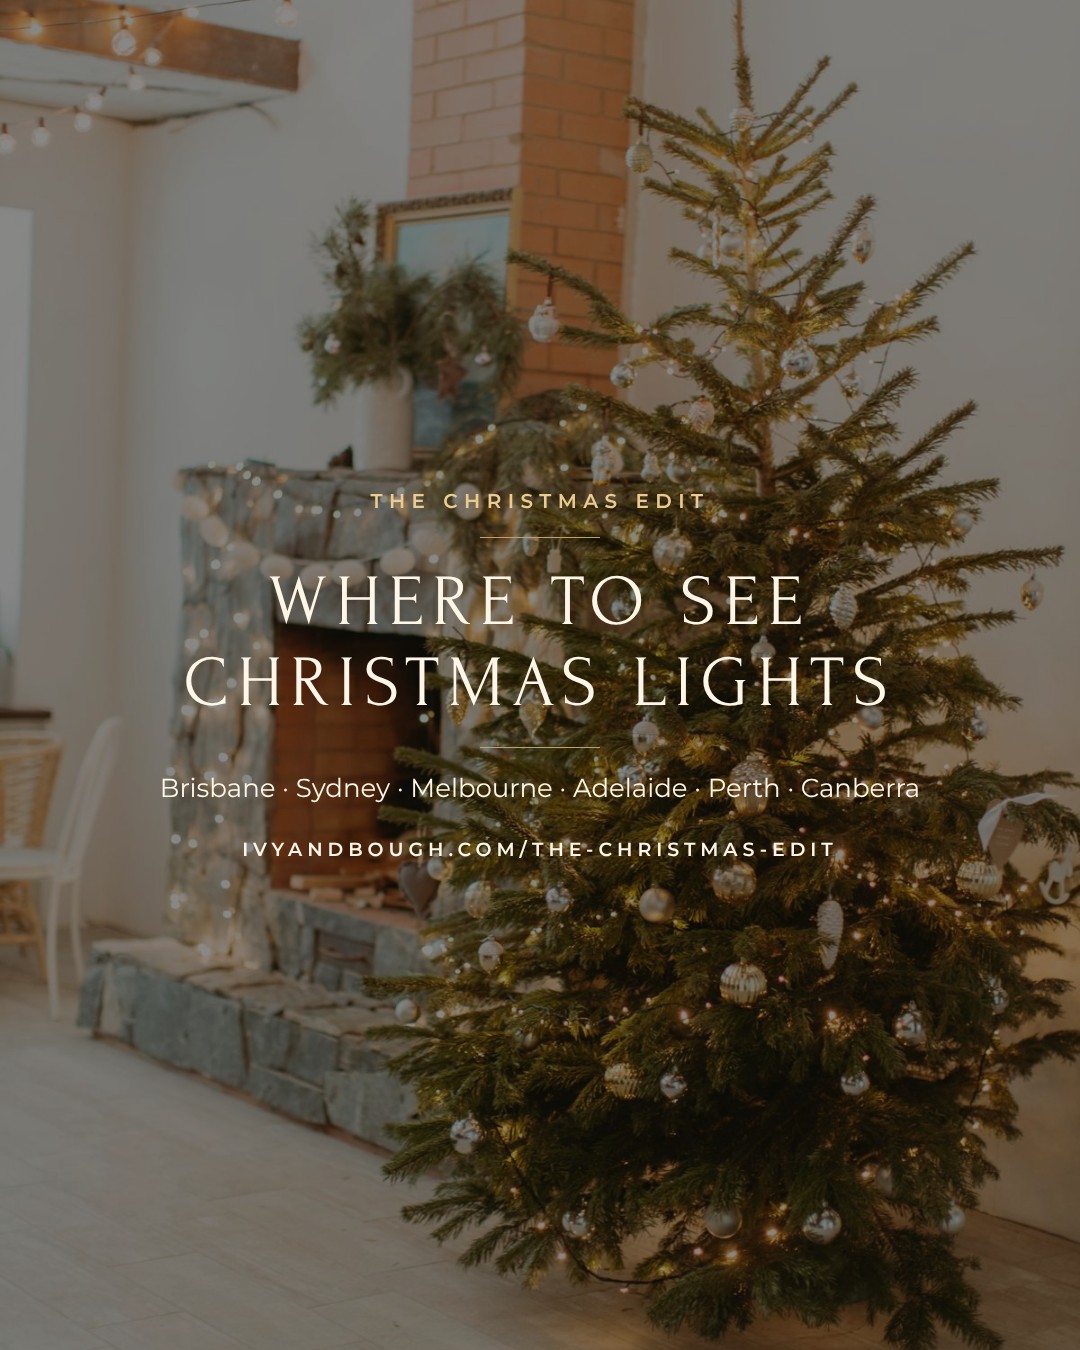 THE CHRISTMAS EDIT
WHERE TO SEE
CHRISTMAS LIGHTS
Brisbane · Sydney · Melbourne · Adelaide · Perth · Canberra
IVYANDBOUGH.COM/THE-CHRISTMAS-EDIT